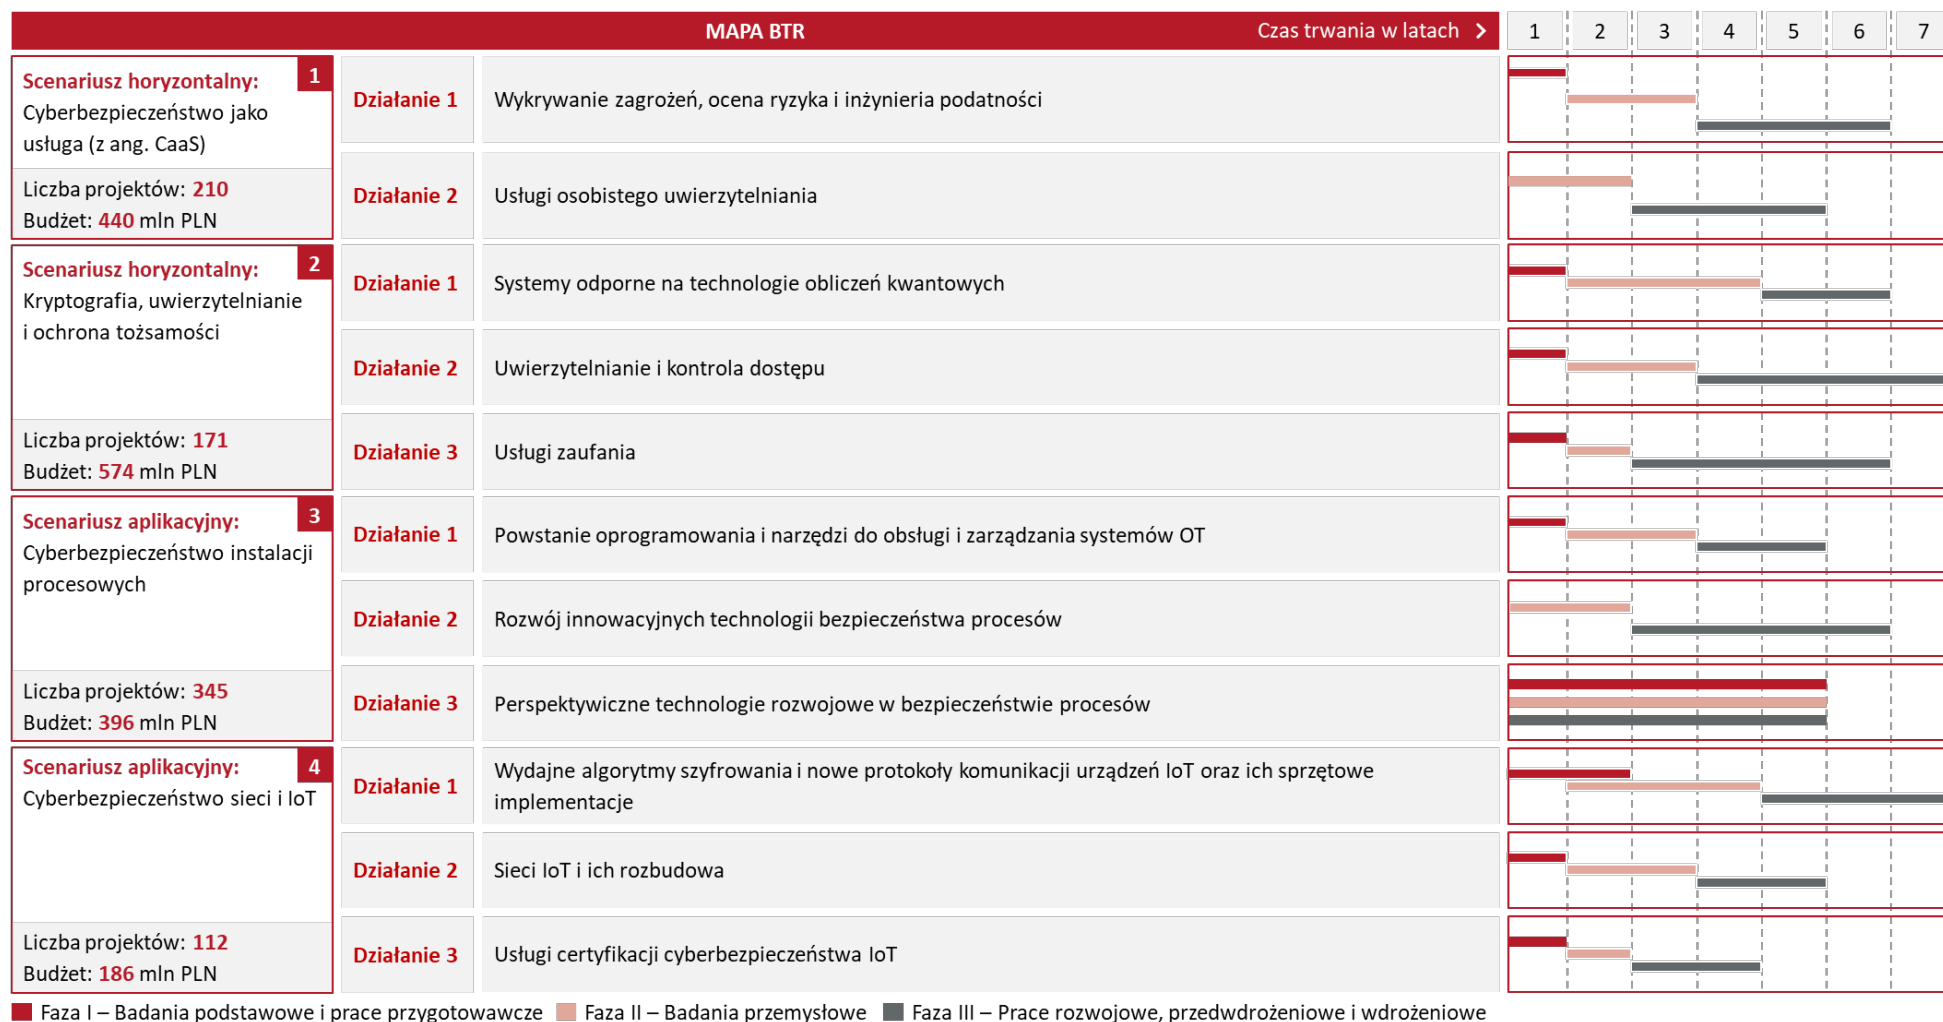 MAPA BTR
Czas trwania w latach
1 2 3 4 5 6 7
Scenariusz horyzontalny: 1
Cyberbezpieczeństwo jako
usługa (z ang. CaaS)
Liczba projektów: 210
Budżet: 440 mln PLN
Działanie 1
Wykrywanie zagrożeń, ocena ryzyka i inżynieria podatności
Działanie 2
Usługi osobistego uwierzytelniania
Scenariusz horyzontalny: 2
Kryptografia, uwierzytelnianie
i ochrona tożsamości
Liczba projektów: 171
Budżet: 574 mln PLN
Działanie 1
Systemy odporne na technologie obliczeń kwantowych
Działanie 2
Uwierzytelnianie i kontrola dostępu
Działanie 3
Usługi zaufania
Scenariusz aplikacyjny: 3
Cyberbezpieczeństwo instalacji
procesowych
Liczba projektów: 345
Budżet: 396 mln PLN
Działanie 1
Powstanie oprogramowania i narzędzi do obsługi i zarządzania systemów OT
Działanie 2
Rozwój innowacyjnych technologii bezpieczeństwa procesów
Działanie 3
Perspektywiczne technologie rozwojowe w bezpieczeństwie procesów
Scenariusz aplikacyjny: 4
Cyberbezpieczeństwo sieci i IoT
Liczba projektów: 112
Budżet: 186 mln PLN
Działanie 1
Wydajne algorytmy szyfrowania i nowe protokoły komunikacji urządzeń IoT oraz ich sprzętowe
implementacje
Działanie 2
Sieci IoT i ich rozbudowa
Działanie 3
Usługi certyfikacji cyberbezpieczeństwa IoT
Faza I – Badania podstawowe i prace przygotowawcze
Faza II – Badania przemysłowe
Faza III – Prace rozwojowe, przedwdrożeniowe i wdrożeniowe